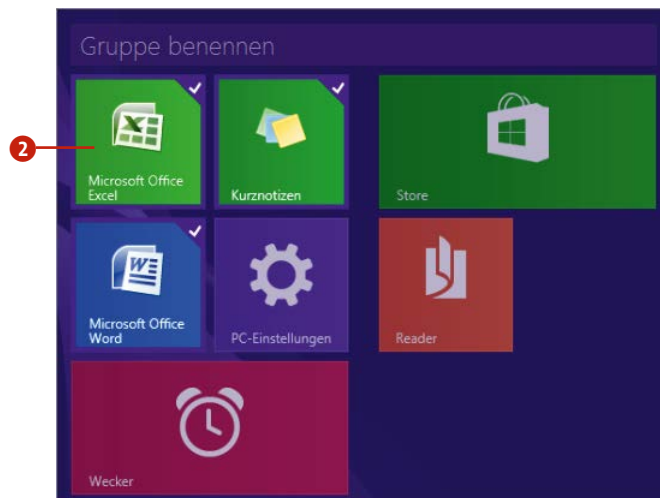 Gruppe benennen
2
Microsoft Office
Excel
Kurznotizen
Store
Microsoft Office
Word
PC-Einstellungen
Reader
Wecker